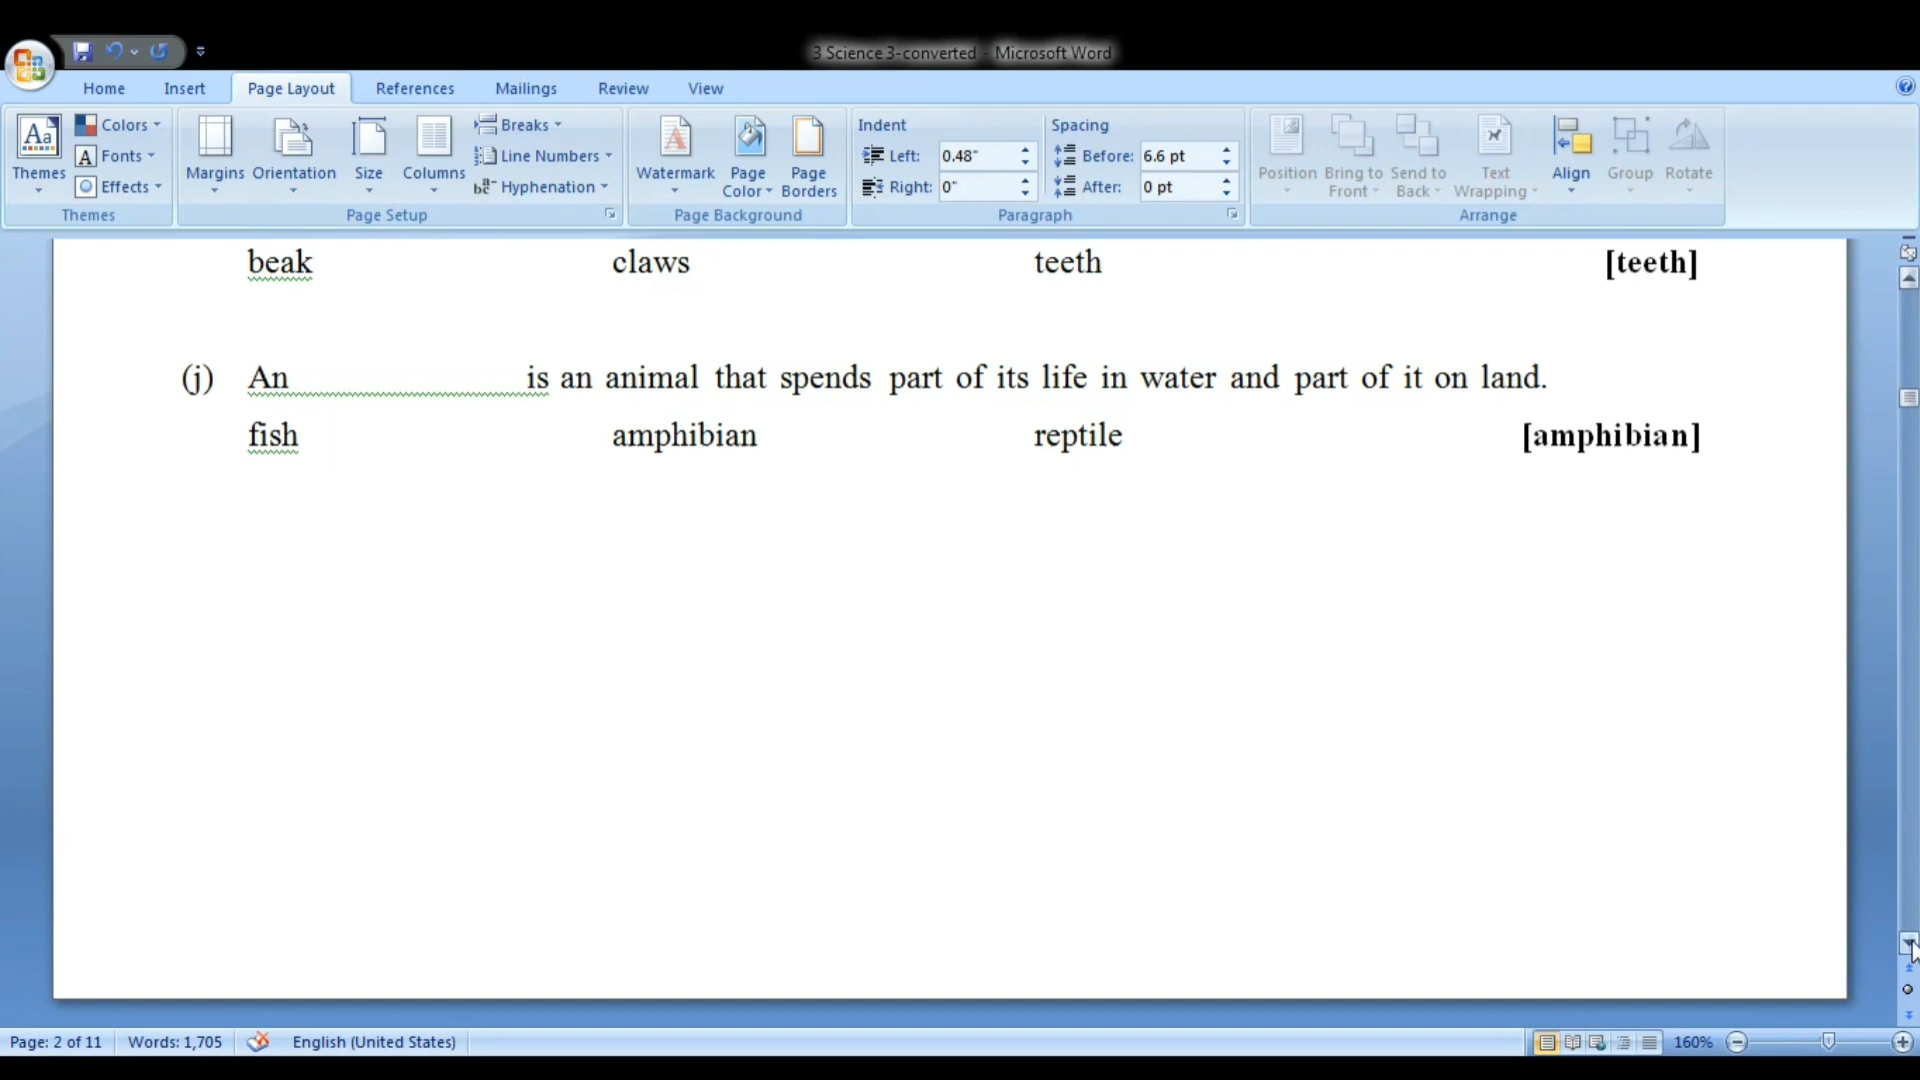 3 Science 3-converted - Microsoft Word
Home Insert Page Layout References Mailings Review View
Aa Themes
Colors
A Fonts
Effects
Themes
Margins Orientation Size Columns
Breaks
Line Numbers
Hyphenation
Page Setup
Watermark Page Color Page Borders
Page Background
Indent
Left: 0.48"
Right: 0"
Spacing
Before: 6.6 pt
After: 0 pt
Paragraph
Position Bring to Front Send to Back Text Wrapping Align Group Rotate
Arrange
beak claws teeth [teeth]
(j) An is an animal that spends part of its life in water and part of it on land.
fish amphibian reptile [amphibian]
Page: 2 of 11 Words: 1,705 English (United States) 160%